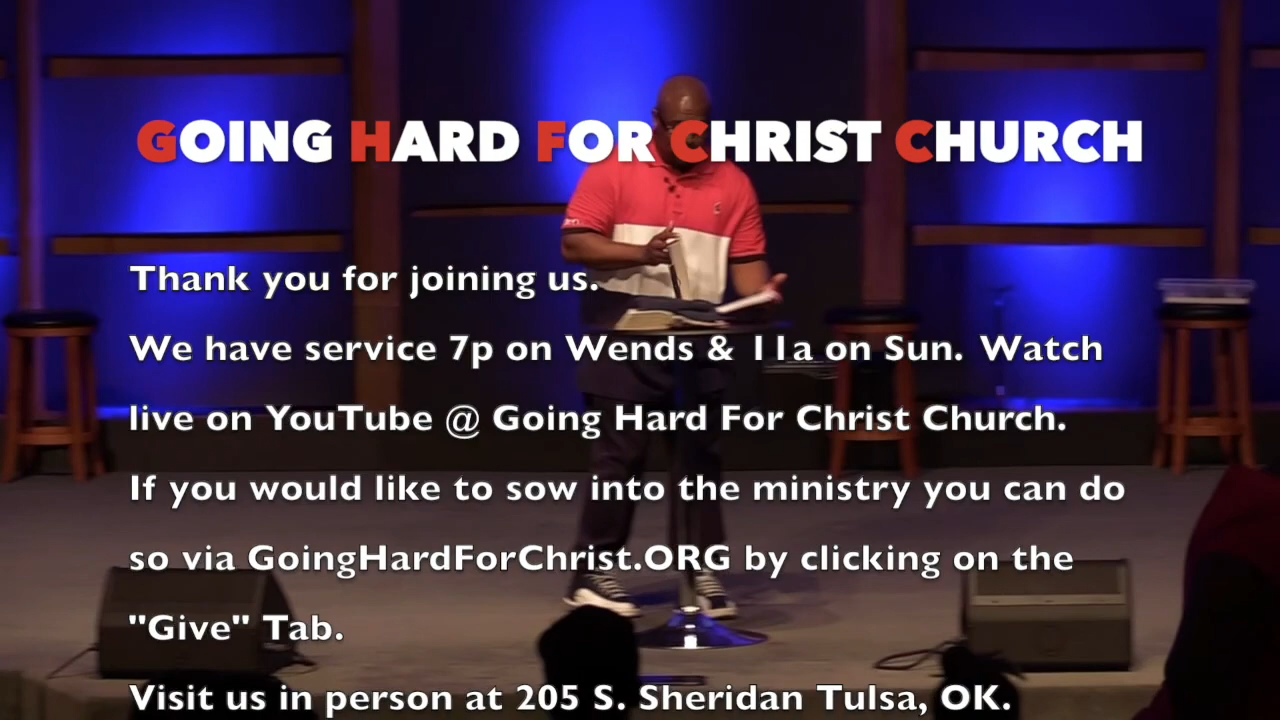 GOING HARD FOR CHRIST CHURCH
Thank you for joining us.
We have service 7p on Wends & 11a on Sun. Watch
live on YouTube @ Going Hard For Christ Church.
If you would like to sow into the ministry you can do
so via GoingHardForChrist.ORG by clicking on the
"Give" Tab.
Visit us in person at 205 S. Sheridan Tulsa, OK.